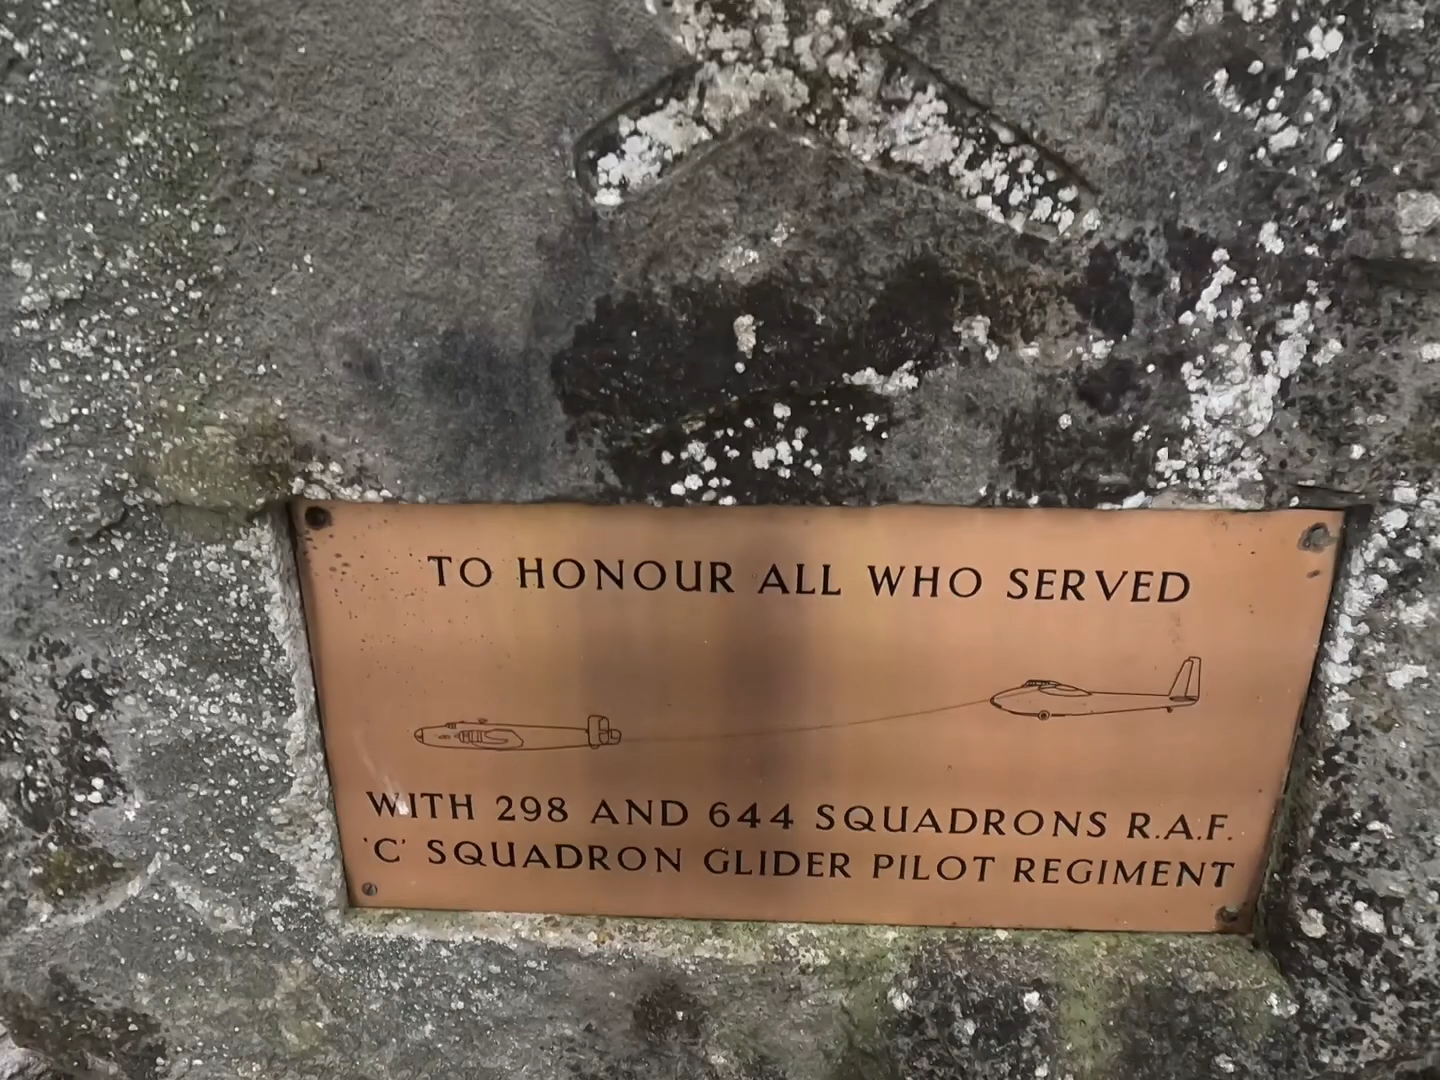 TO HONOUR ALL WHO SERVED
WITH 298 AND 644 SQUADRONS R.A.F.
'C' SQUADRON GLIDER PILOT REGIMENT